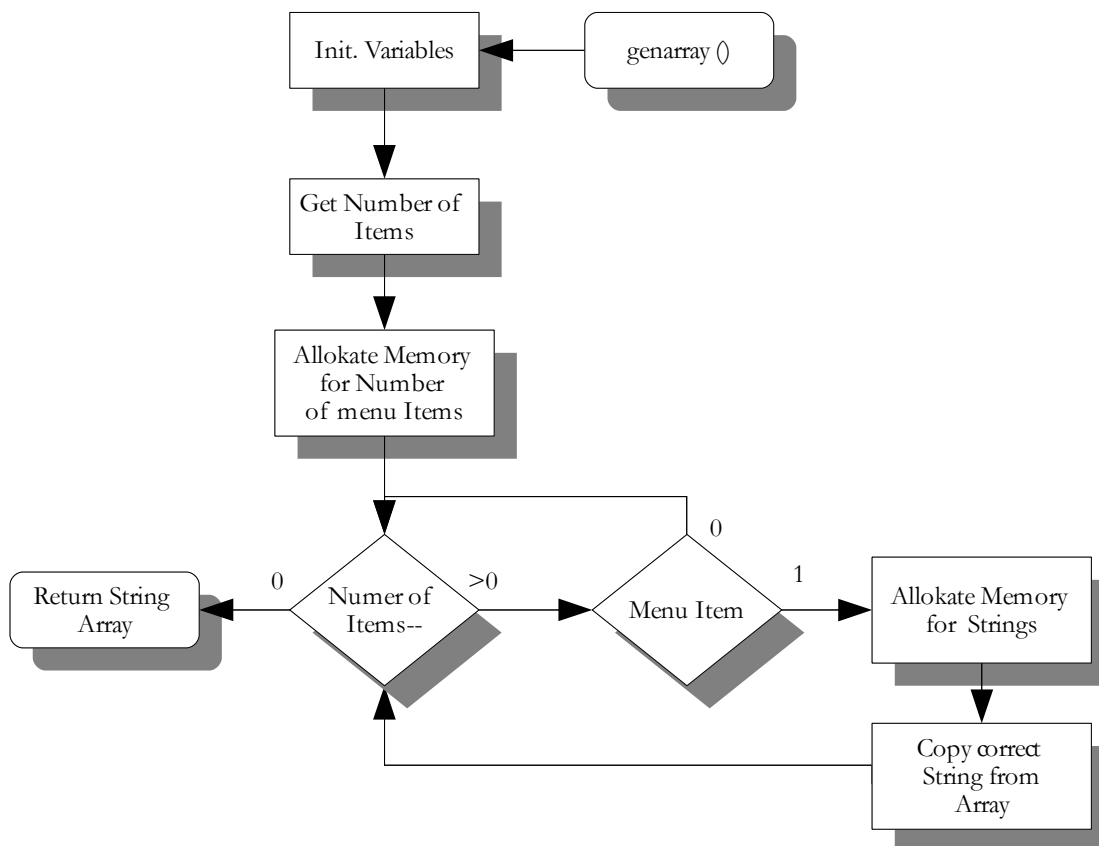 genarray ()
Init. Variables
Get Number of
Items
Allokate Memory
for Number
of menu Items
0
Numer of
Items--
>0
Return String
Array
Menu Item
0
1
Allokate Memory
for Strings
Copy correct
String from
Array